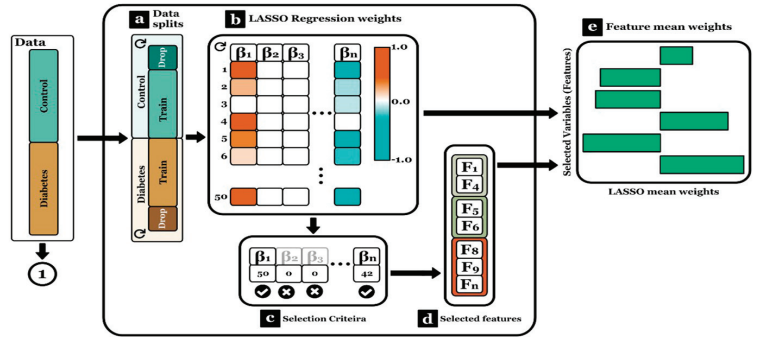 a Data splits
b LASSO Regression weights
e Feature mean weights
Data
Control
Diabetes
1
Drop
Control
Train
Diabetes
Train
Drop
β1 β2 β3 βn
1
2
3
4
5
6
50
...
1.0
0.0
-1.0
β1 β2 β3 ... βn
50 0 0 42
c Selection Criteira
F1
F4
F5
F6
F8
F9
Fn
d Selected features
Selected Variables (Features)
LASSO mean weights